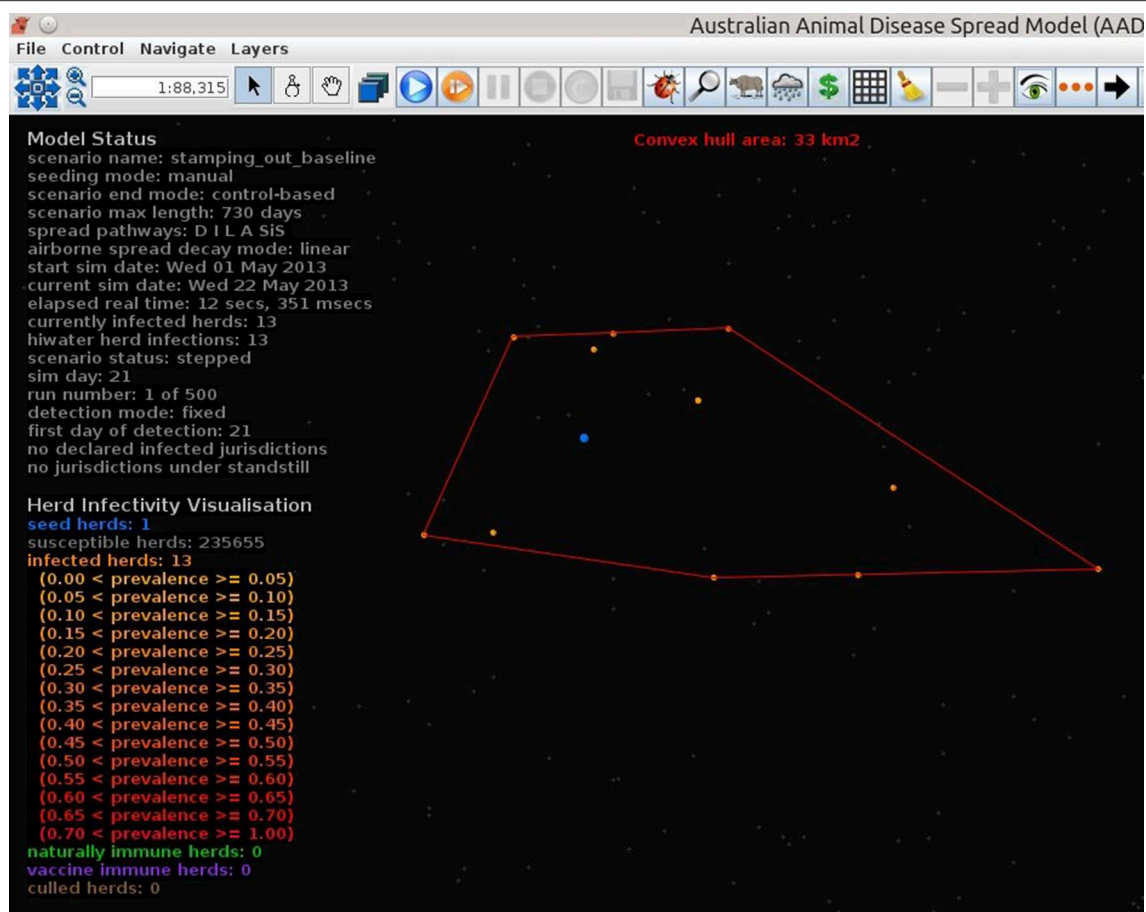 Australian Animal Disease Spread Model (AAD
File Control Navigate Layers
1:88,315
Convex hull area: 33 km2
Model Status
scenario name: stamping_out_baseline
seeding mode: manual
scenario end mode: control-based
scenario max length: 730 days
spread pathways: D I L A SiS
airborne spread decay mode: linear
start sim date: Wed 01 May 2013
current sim date: Wed 22 May 2013
elapsed real time: 12 secs, 351 msecs
currently infected herds: 13
hiwater herd infections: 13
scenario status: stepped
sim day: 21
run number: 1 of 500
detection mode: fixed
first day of detection: 21
no declared infected jurisdictions
no jurisdictions under standstill
Herd Infectivity Visualisation
seed herds: 1
susceptible herds: 235655
infected herds: 13
(0.00 < prevalence >= 0.05)
(0.05 < prevalence >= 0.10)
(0.10 < prevalence >= 0.15)
(0.15 < prevalence >= 0.20)
(0.20 < prevalence >= 0.25)
(0.25 < prevalence >= 0.30)
(0.30 < prevalence >= 0.35)
(0.35 < prevalence >= 0.40)
(0.40 < prevalence >= 0.45)
(0.45 < prevalence >= 0.50)
(0.50 < prevalence >= 0.55)
(0.55 < prevalence >= 0.60)
(0.60 < prevalence >= 0.65)
(0.65 < prevalence >= 0.70)
(0.70 < prevalence >= 1.00)
naturally immune herds: 0
vaccine immune herds: 0
culled herds: 0